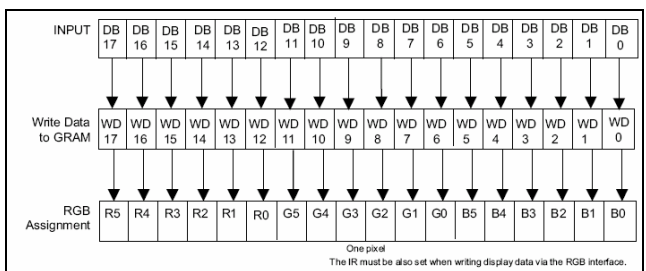 INPUT DB DB DB DB DB DB DB DB DB DB DB DB DB DB DB DB DB DB
17 16 15 14 13 12 11 10 9 8 7 6 5 4 3 2 1 0
Write Data WD WD WD WD WD WD WD WD WD WD WD WD WD WD WD WD WD WD
to GRAM 17 16 15 14 13 12 11 10 9 8 7 6 5 4 3 2 1 0
RGB R5 R4 R3 R2 R1 R0 G5 G4 G3 G2 G1 G0 B5 B4 B3 B2 B1 B0
Assignment
One pixel
The IR must be also set when writing display data via the RGB interface.